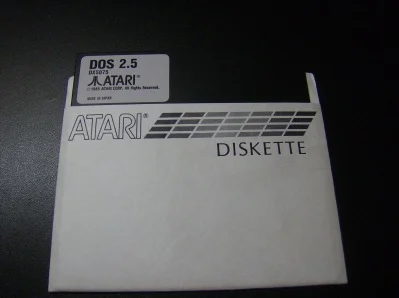 DOS 2.5
DX5075
ATARI®
©1985 ATARI CORP. All Rights Reserved.
MADE IN JAPAN
ATARI®
DISKETTE